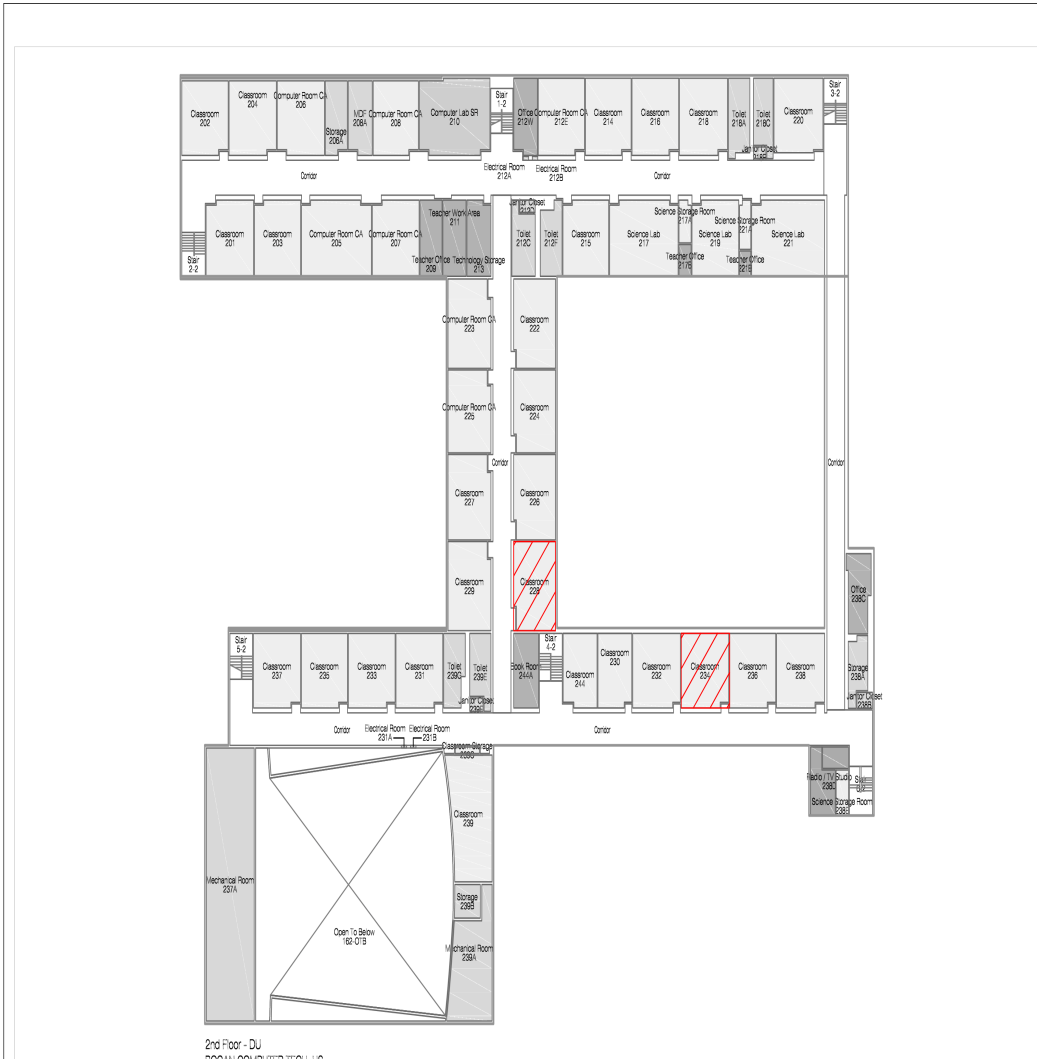 Classroom
202
Classroom
204
Computer Room CA
206
Storage
206A
MDF
208A
Computer Room CA
208
Computer Lab SR
210
Stair
1-2
Office
212W
Computer Room CA
212E
Classroom
214
Classroom
216
Classroom
218
Toilet
218A
Toilet
218C
Classroom
220
Stair
3-2
Janitor Closet
Corridor
Electrical Room
212A
Electrical Room
212B
Corridor
Stair
2-2
Classroom
201
Classroom
203
Computer Room CA
205
Computer Room CA
207
Teacher Office
209
Teacher Work Area
211
Technology Storage
213
Janitor Closet
Toilet
212C
Toilet
212F
Classroom
215
Science Lab
217
Science Storage Room
217A
Teacher Office
217B
Science Lab
219
Science Storage Room
221A
Teacher Office
221B
Science Lab
221
Computer Room CA
223
Classroom
222
Computer Room CA
225
Classroom
224
Corridor
Corridor
Classroom
227
Classroom
226
Classroom
229
Classroom
228
Office
238C
Stair
5-2
Classroom
237
Classroom
235
Classroom
233
Classroom
231
Toilet
239G
Toilet
239E
Janitor Closet
Book Room
244A
Stair
4-2
Classroom
244
Classroom
230
Classroom
232
Classroom
234
Classroom
236
Classroom
238
Storage
238A
Janitor Closet
238B
Corridor
Electrical Room
231A
Electrical Room
231B
Corridor
Classroom Storage
Classroom
239
Radio / TV Studio
238D
Science Storage Room
238E
Mechanical Room
237A
Storage
239B
Open To Below
162-OTB
Mechanical Room
239A
2nd Floor - DU